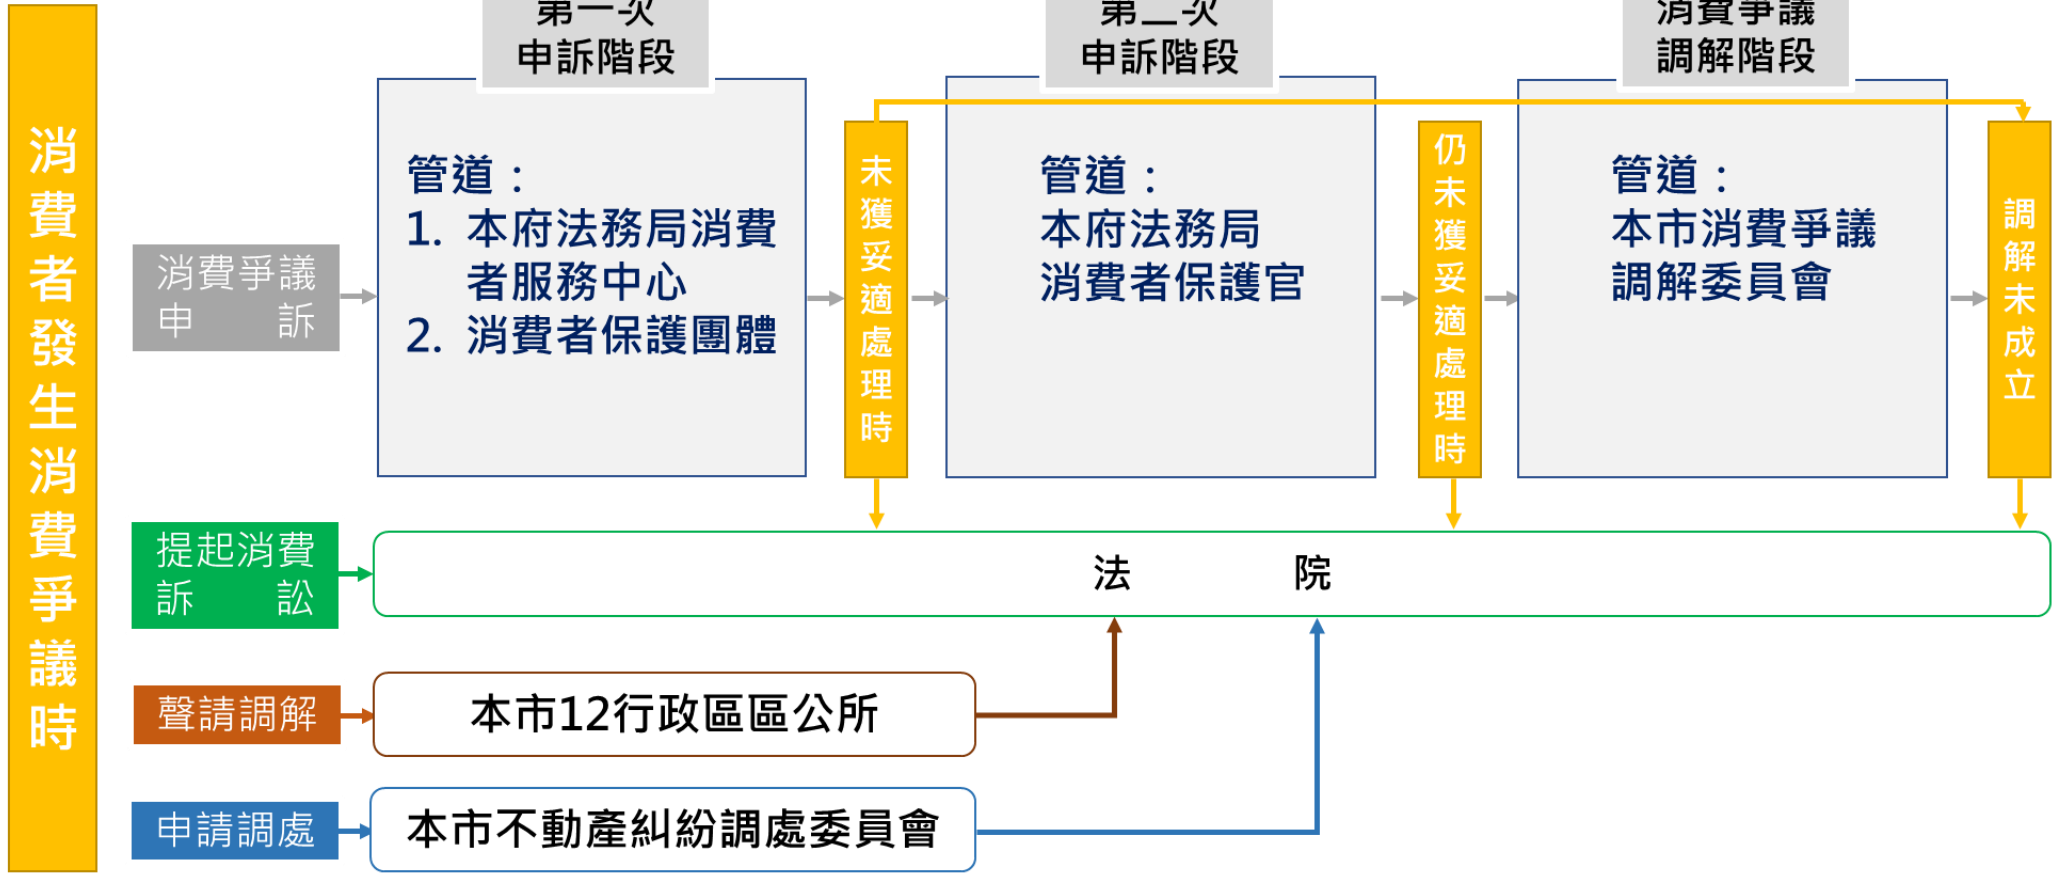 消費者發生消費爭議時
第一次
申訴階段
第二次
申訴階段
消費爭議
調解階段
消費爭議
申訴
管道：
1. 本府法務局消費
者服務中心
2. 消費者保護團體
未獲妥適處理時
管道：
本府法務局
消費者保護官
仍未獲妥適處理時
管道：
本市消費爭議
調解委員會
調解未成立
提起消費
訴訟
法院
聲請調解
本市12行政區區公所
申請調處
本市不動產糾紛調處委員會